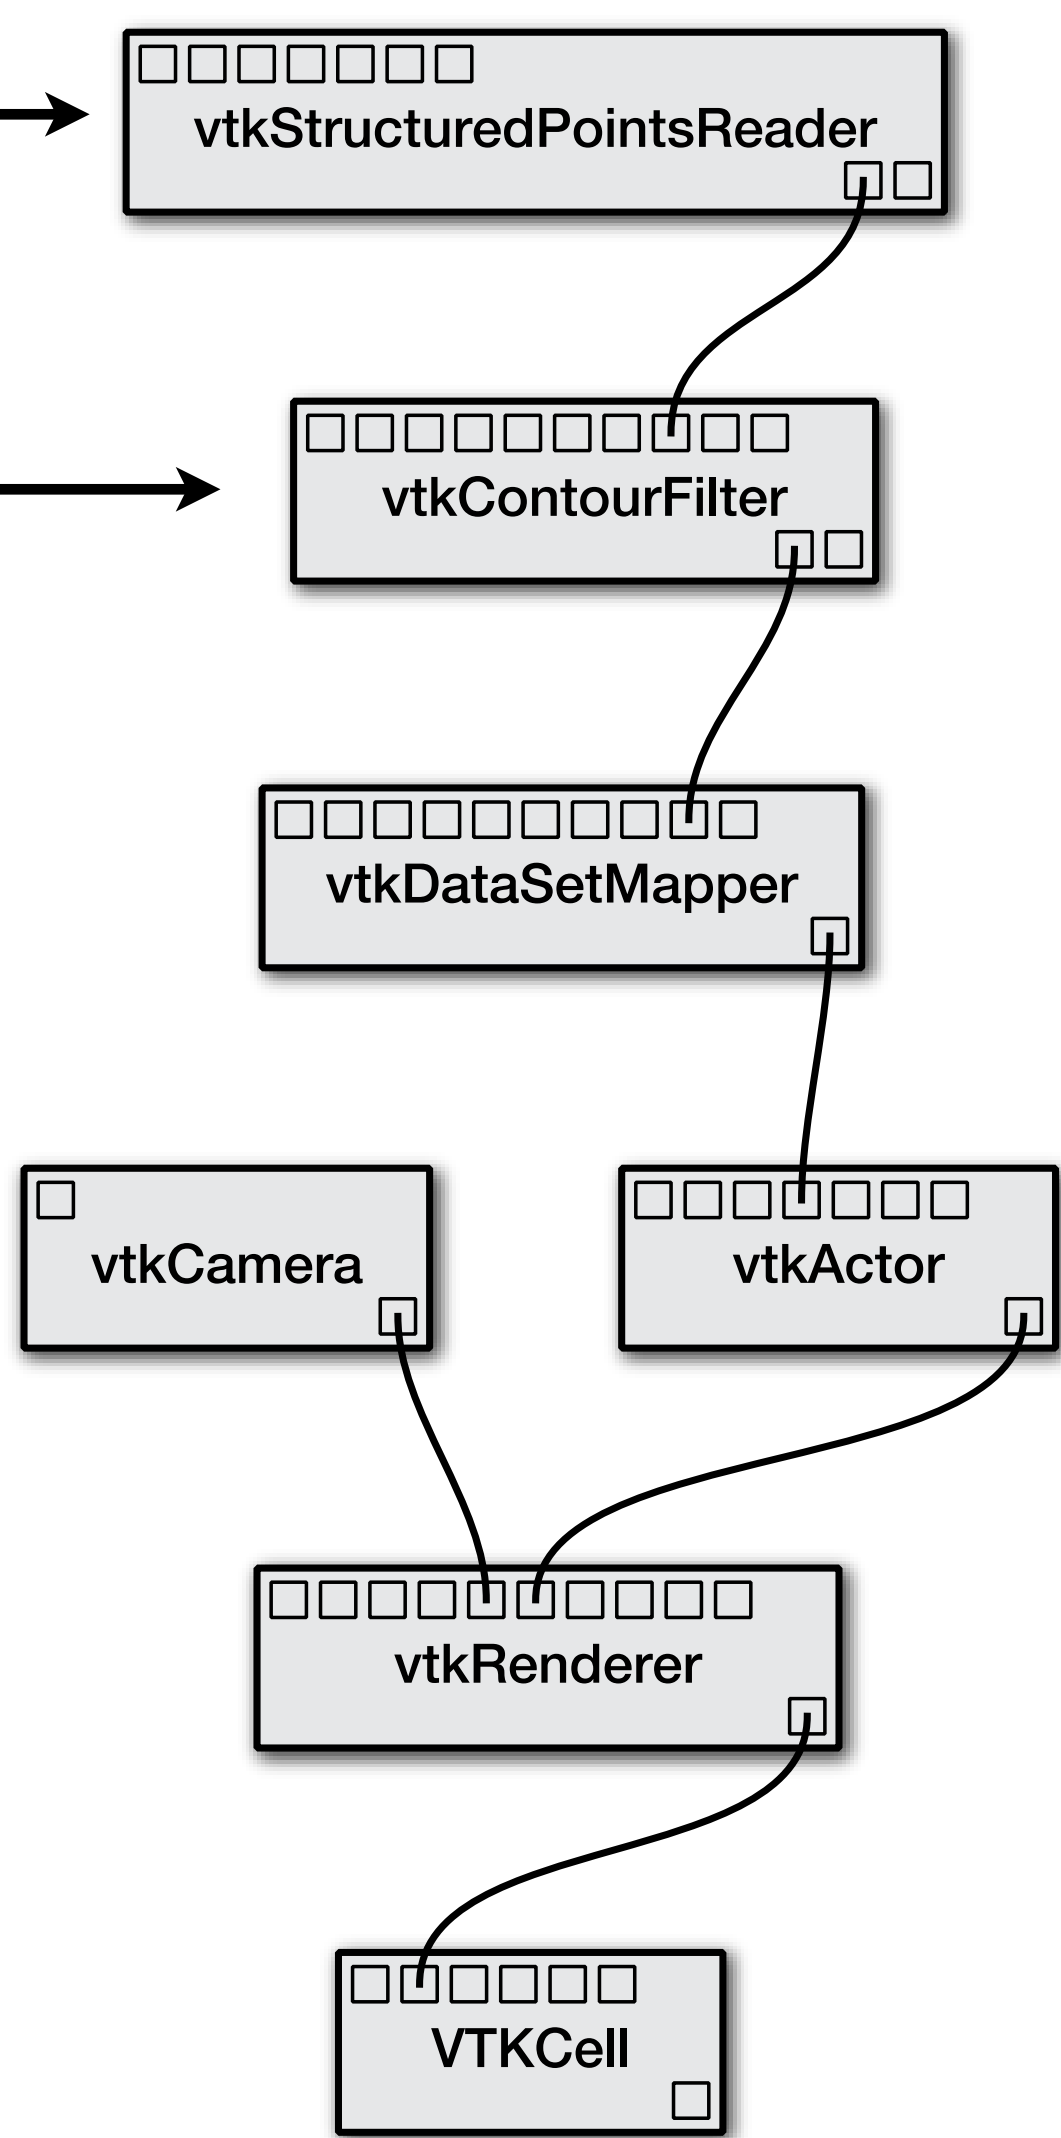 vtkStructuredPointsReader
vtkContourFilter
vtkDataSetMapper
vtkCamera
vtkActor
vtkRenderer
VTKCell